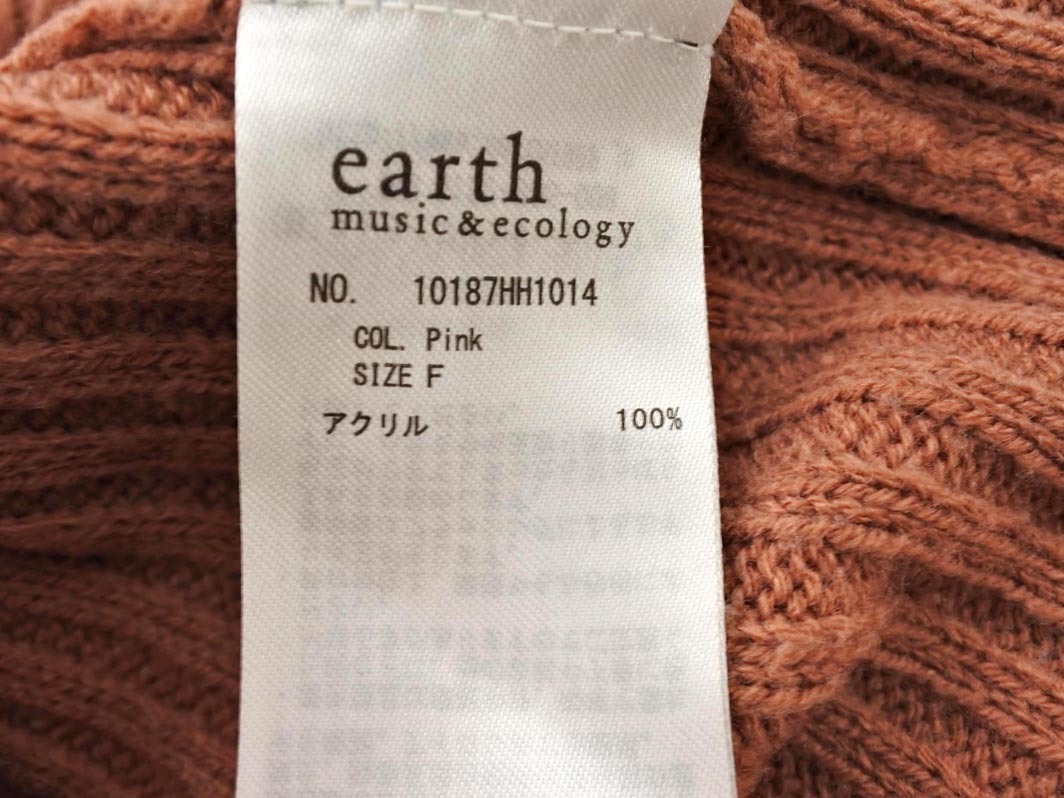 earth
music&ecology
NO. 10187HH1014
COL. Pink
SIZE F
アクリル 100%